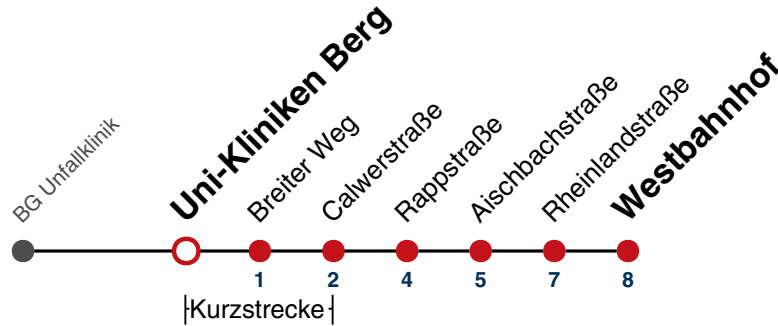 BG Unfallklinik
Uni-Kliniken Berg
Breiter Weg
Calwerstraße
Rappstraße
Aischbachstraße
Rheinlandstraße
Westbahnhof
1 2 4 5 7 8
Kurzstrecke